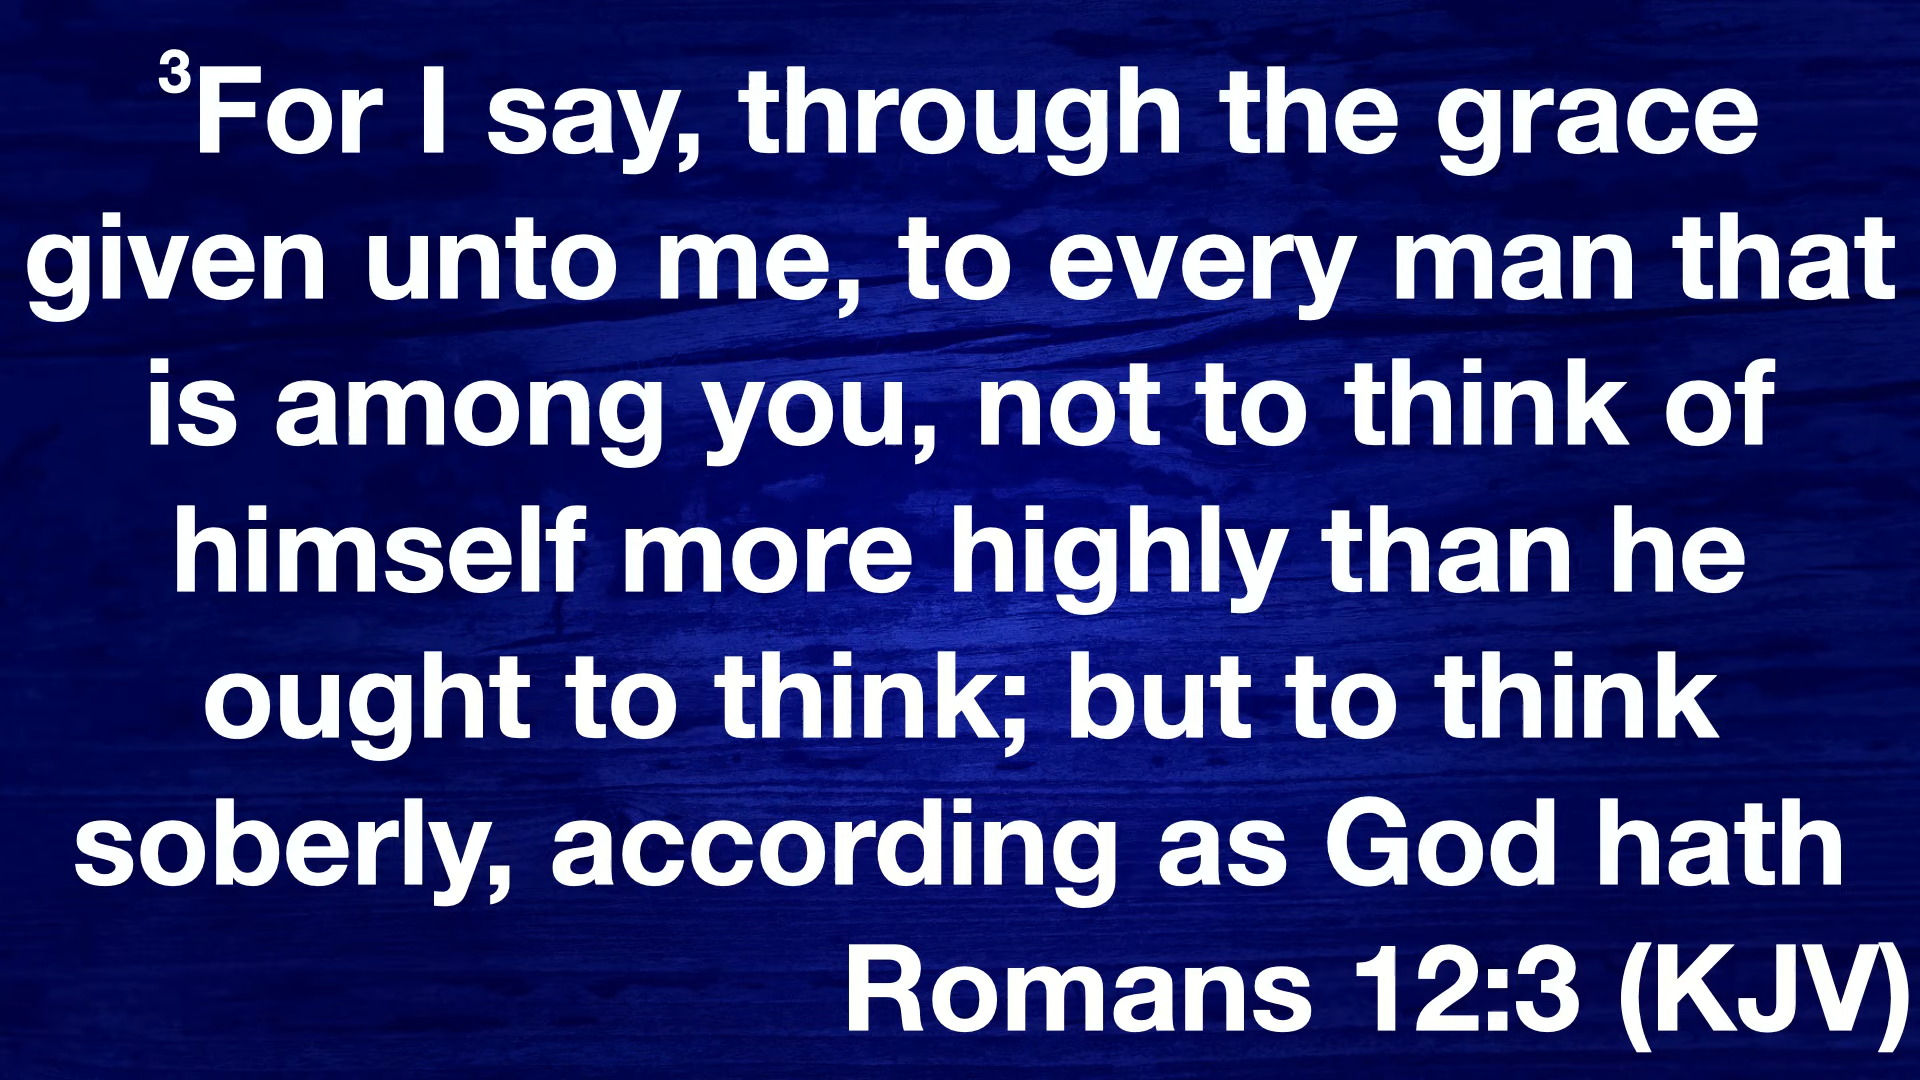 ³For I say, through the grace
given unto me, to every man that
is among you, not to think of
himself more highly than he
ought to think; but to think
soberly, according as God hath
Romans 12:3 (KJV)